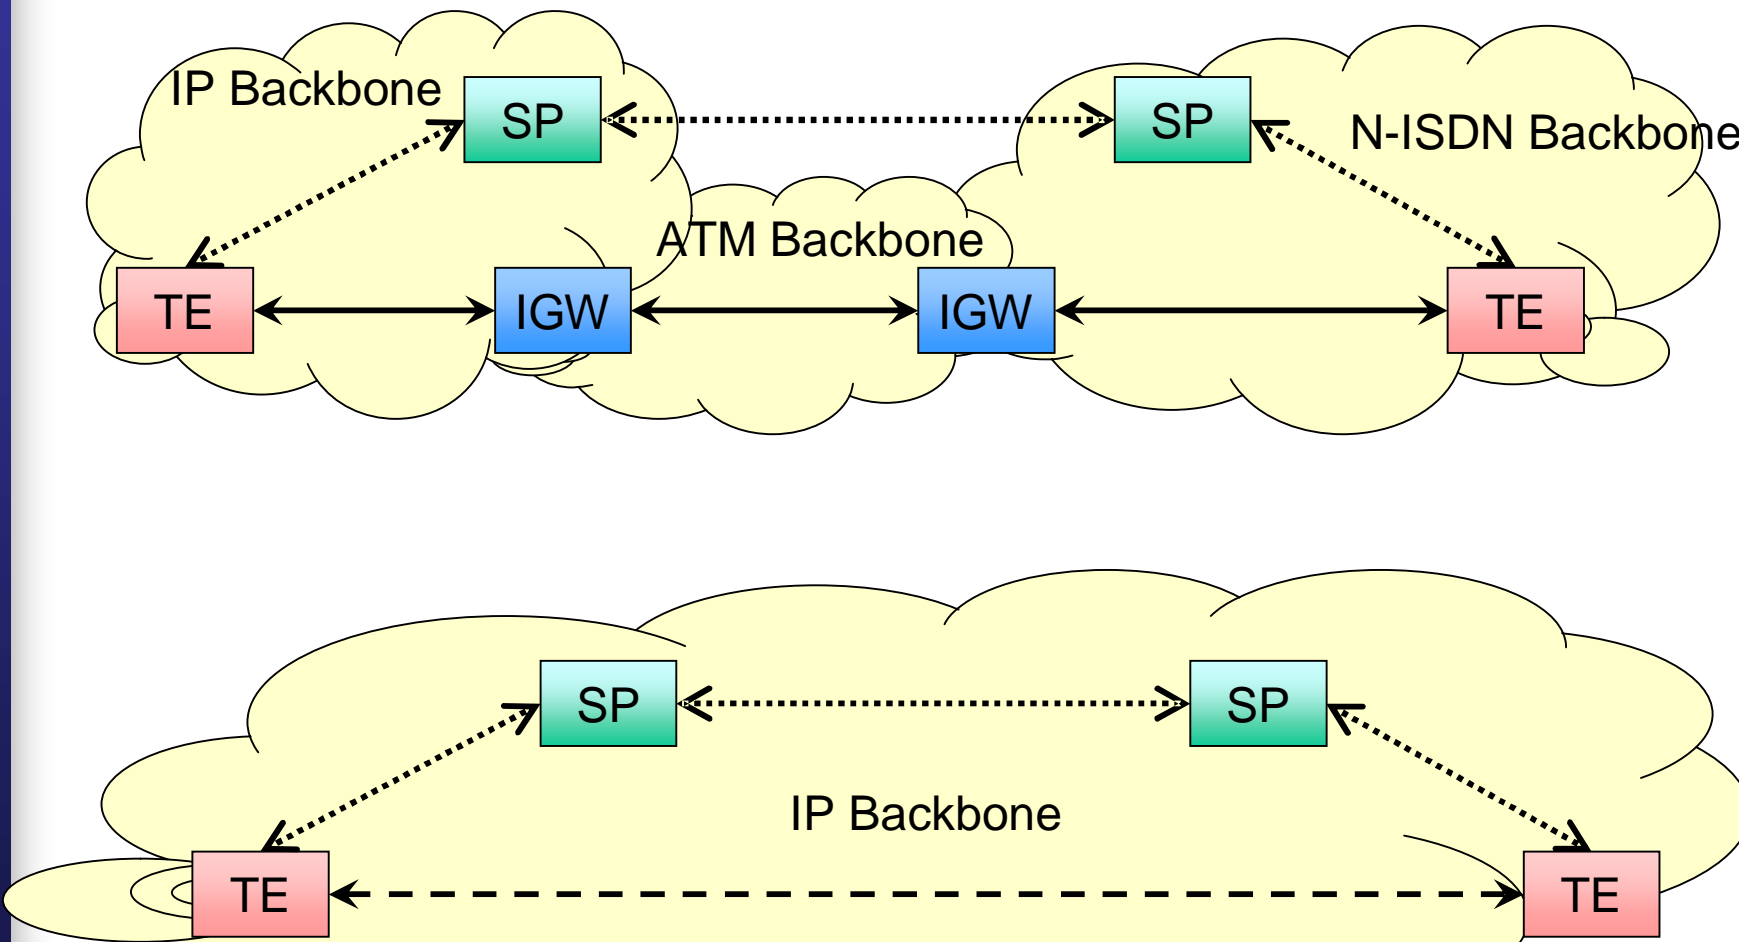 IP Backbone
SP
SP
N-ISDN Backbone
ATM Backbone
TE
IGW
IGW
TE
SP
SP
IP Backbone
TE
TE